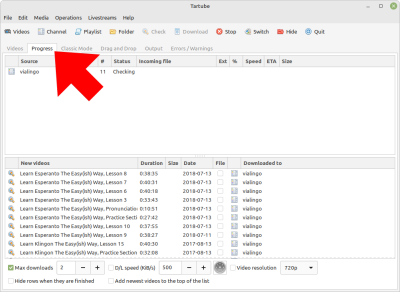 Tartube
File Edit Media Operations Livestreams Help
Videos Channel Playlist Folder Check Download Stop Switch Hide Quit
Videos Progress Classic Mode Drag and Drop Output Errors / Warnings
Source # Status Incoming file Ext % Speed ETA Size
vialingo 11 Checking
New videos Duration Size Date File Downloaded to
Learn Esperanto The Easy(ish) Way, Lesson 8 0:38:35 2018-07-13 vialingo
Learn Esperanto The Easy(ish) Way, Lesson 7 0:40:31 2018-07-13 vialingo
Learn Esperanto The Easy(ish) Way, Lesson 6 0:40:18 2018-07-13 vialingo
Learn Esperanto The Easy(ish) Way, Lesson 3 0:33:43 2018-07-13 vialingo
Learn Esperanto The Easy(ish) Way, Pronunciation 0:10:51 2018-07-13 vialingo
Learn Esperanto The Easy(ish) Way, Practice Section 0:27:42 2018-07-13 vialingo
Learn Esperanto The Easy(ish) Way, Lesson 10 0:37:55 2018-07-13 vialingo
Learn Esperanto The Easy(ish) Way, Lesson 9 0:38:27 2018-07-11 vialingo
Learn Klingon The Easy(ish) Way, Lesson 15 0:40:30 2017-08-13 vialingo
Learn Klingon The Easy(ish) Way, Practice Section 0:32:08 2017-08-13 vialingo
Max downloads 2 − + D/L speed (KiB/s) 500 − + Video resolution 720p
Hide rows when they are finished Add newest videos to the top of the list